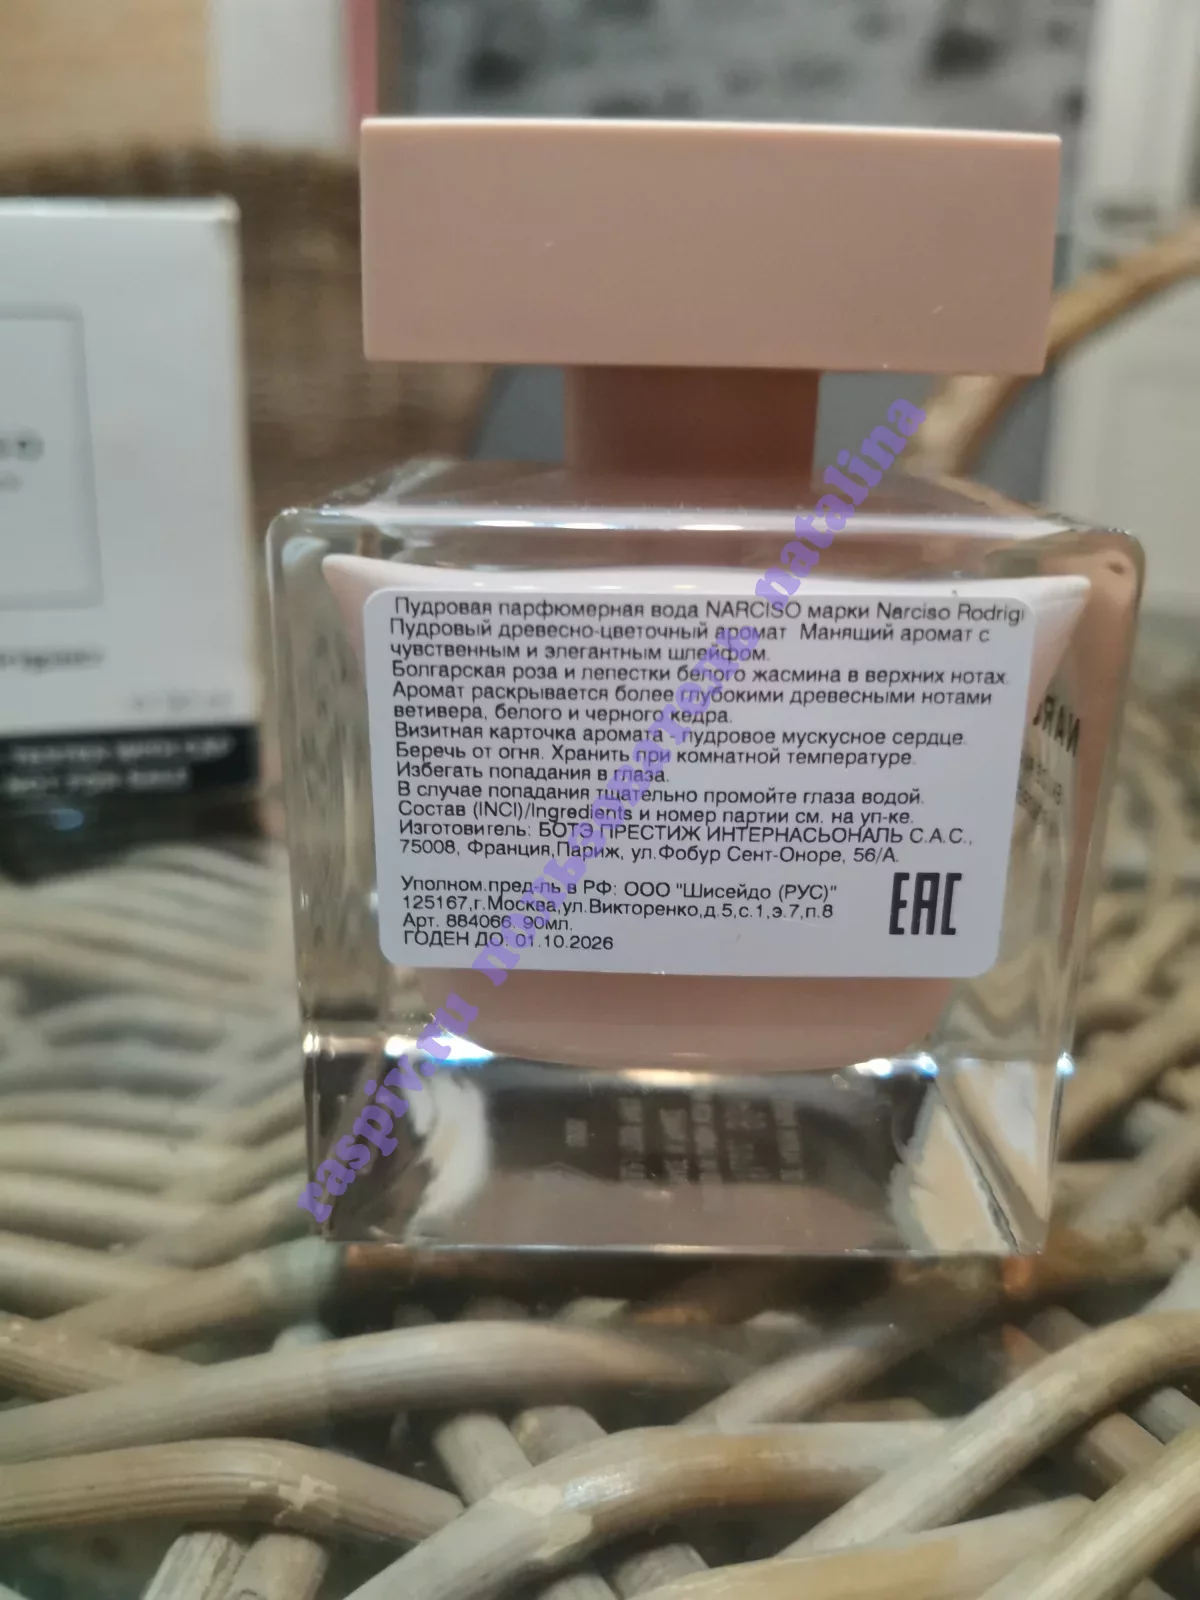 Пудровая парфюмерная вода NARCISO марки Narciso Rodrigi
Пудровый древесно-цветочный аромат Манящий аромат с
чувственным и элегантным шлейфом.
Болгарская роза и лепестки белого жасмина в верхних нотах.
Аромат раскрывается более глубокими древесными нотами
ветивера, белого и черного кедра.
Визитная карточка аромата - пудровое мускусное сердце.
Беречь от огня. Хранить при комнатной температуре.
Избегать попадания в глаза.
В случае попадания тщательно промойте глаза водой.
Состав (INCI)/Ingredients и номер партии см. на уп-ке.
Изготовитель: БОТЭ ПРЕСТИЖ ИНТЕРНАСЬОНАЛЬ С.А.С.,
75008, Франция,Париж, ул.Фобур Сент-Оноре, 56/А.
Уполном.пред-ль в РФ: ООО "Шисейдо (РУС)"
125167,г.Москва,ул.Викторенко,д.5,с.1,э.7,п.8
Арт. 884066. 90мл.
ГОДЕН ДО: 01.10.2026
EAC
raspiv.ru пользователь natalina